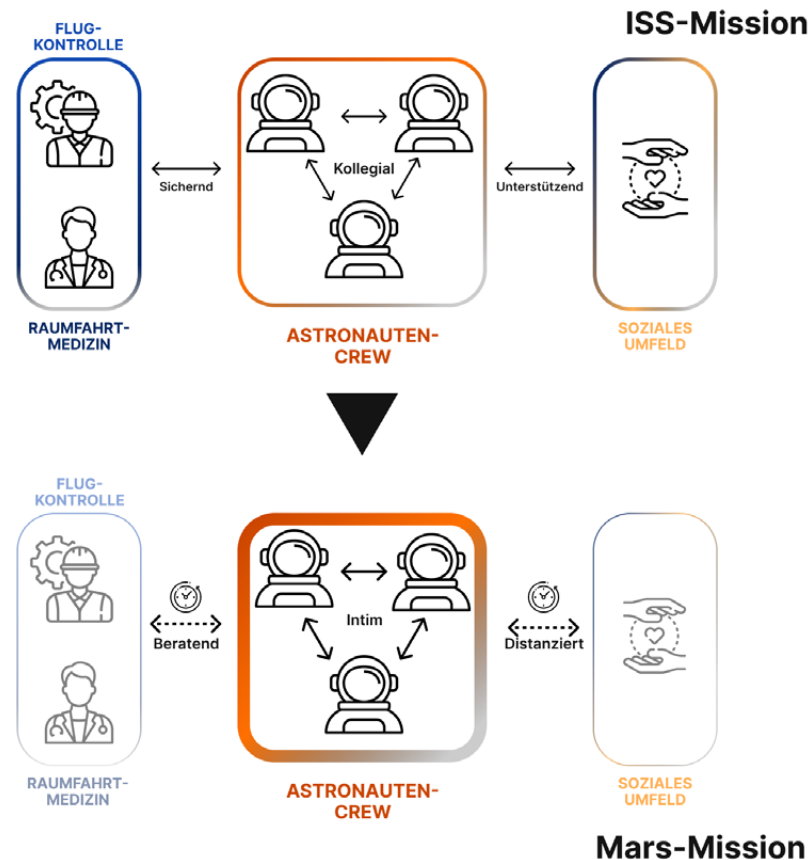 ISS-Mission
FLUG-
KONTROLLE
Kollegial
Sichernd
Unterstützend
RAUMFAHRT-
MEDIZIN
ASTRONAUTEN-
CREW
SOZIALES
UMFELD
FLUG-
KONTROLLE
Intim
Beratend
Distanziert
RAUMFAHRT-
MEDIZIN
ASTRONAUTEN-
CREW
SOZIALES
UMFELD
Mars-Mission